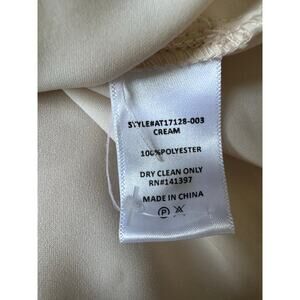 STYLE#AT17128-003
CREAM
100%POLYESTER
DRY CLEAN ONLY
RN#141397
MADE IN CHINA
P